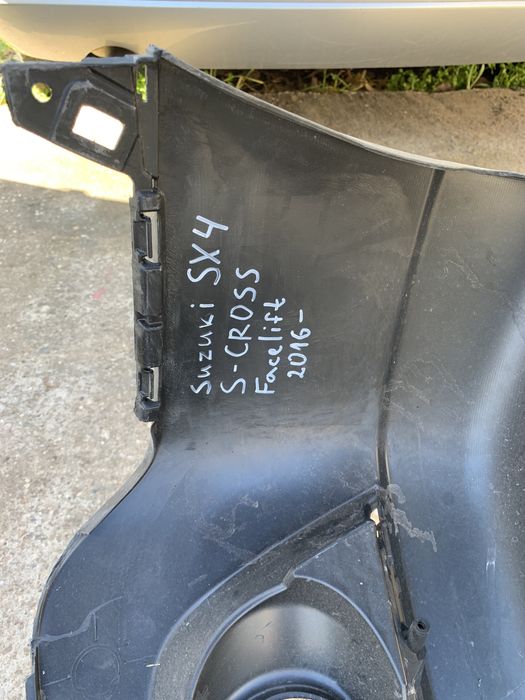 Suzuki SX4
S-CROSS
Facelift
2016-